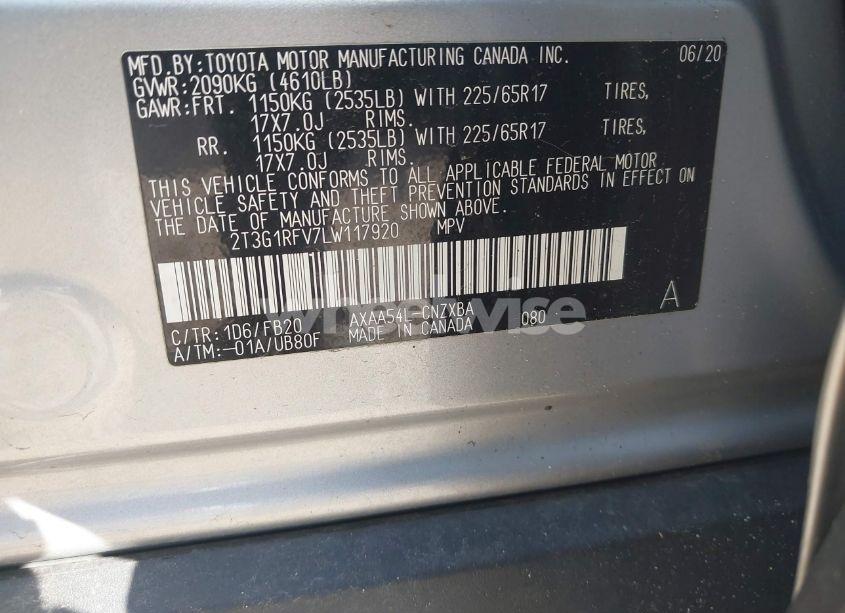 MFD.BY:TOYOTA MOTOR MANUFACTURING CANADA INC. 06/20
GVWR:2090KG (4610LB)
GAWR:FRT. 1150KG (2535LB) WITH 225/65R17 TIRES,
17X7.0J RIMS.
RR. 1150KG (2535LB) WITH 225/65R17 TIRES,
17X7.0J RIMS.
THIS VEHICLE CONFORMS TO ALL APPLICABLE FEDERAL MOTOR
VEHICLE SAFETY AND THEFT PREVENTION STANDARDS IN EFFECT ON
THE DATE OF MANUFACTURE SHOWN ABOVE.
2T3G1RFV7LW117920 MPV
wheelwise
C/TR:1D6/FB20 AXAA54L-CNZXBA 080 A
A/TM:-01A/UB80F MADE IN CANADA